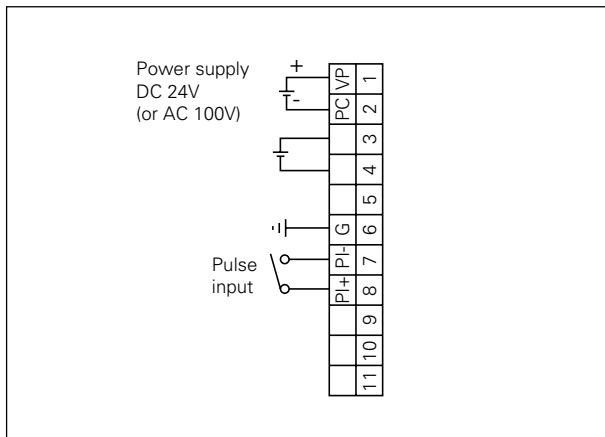 Power supply
DC 24V
(or AC 100V)
+
-
VP 1
PC 2
3
4
5
G 6
PI- 7
PI+ 8
9
10
11
Pulse
input